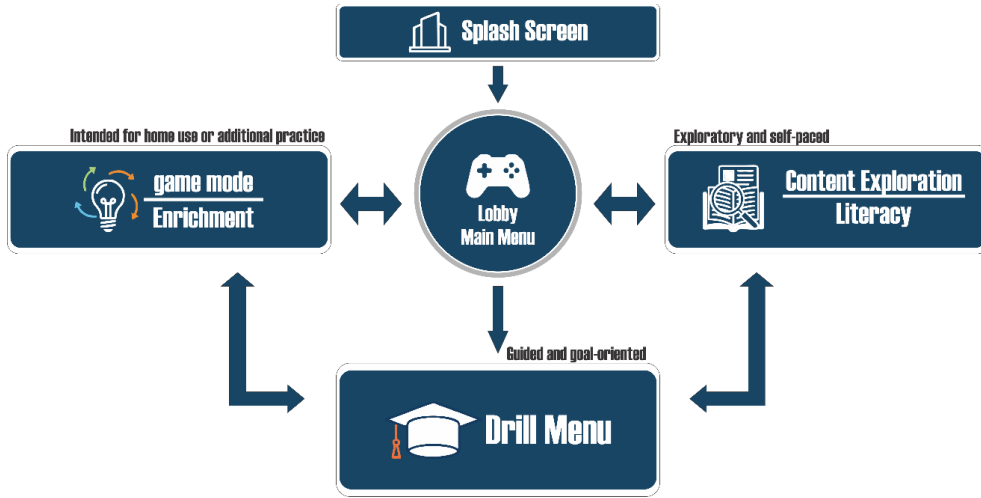 Splash Screen
Intended for home use or additional practice
game mode
Enrichment
Lobby
Main Menu
Exploratory and self-paced
Content Exploration
Literacy
Guided and goal-oriented
Drill Menu